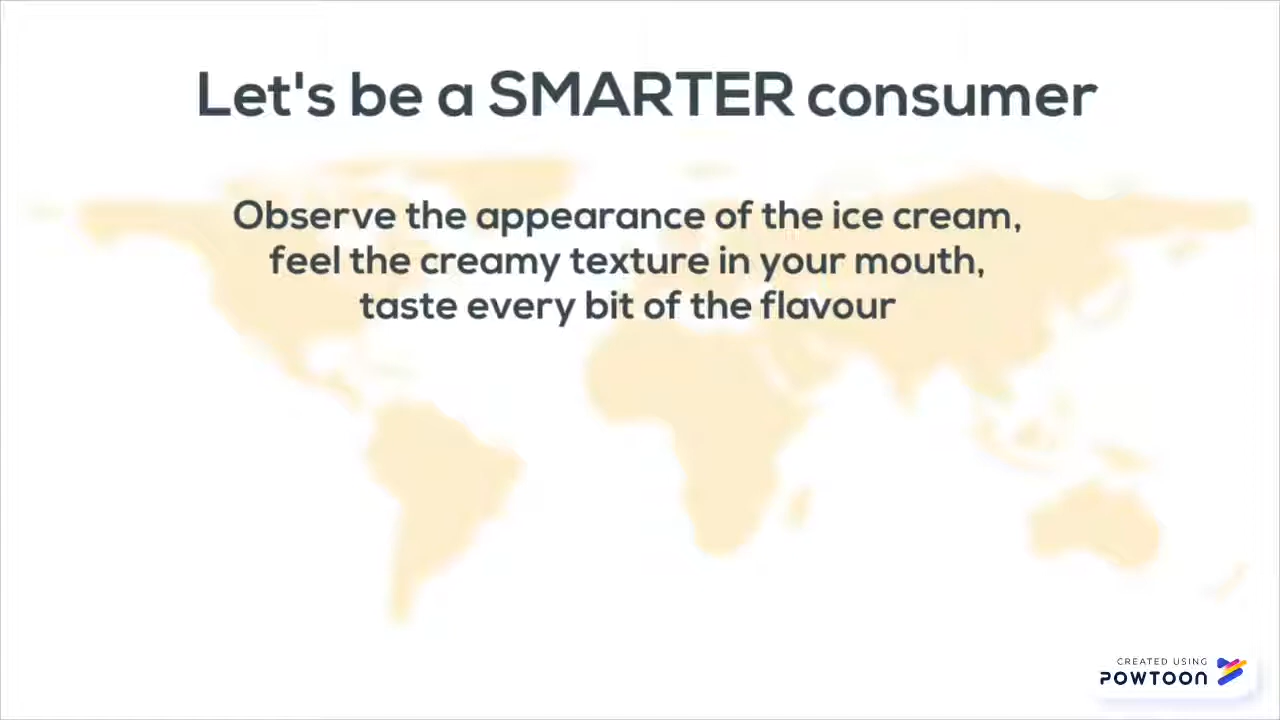 Let's be a SMARTER consumer
Observe the appearance of the ice cream,
feel the creamy texture in your mouth,
taste every bit of the flavour
CREATED USING
POWTOON